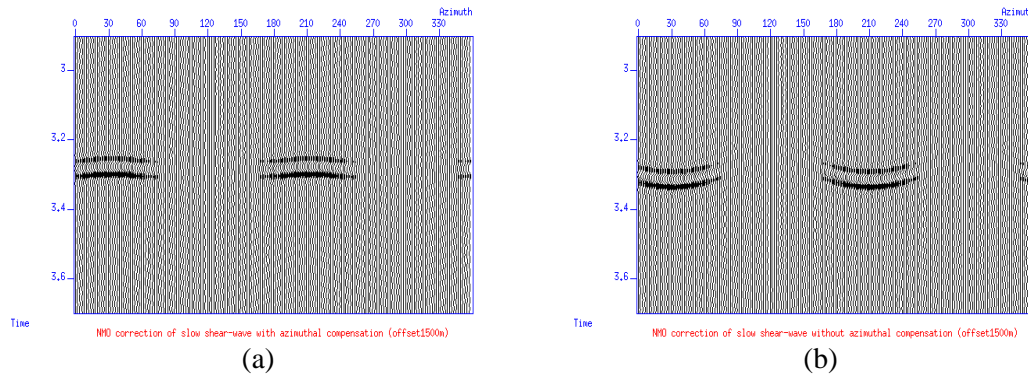 Azimuth
0 30 60 90 120 150 180 210 240 270 300 330
3
3.2
3.4
3.6
Time
NMO correction of slow shear-wave with azimuthal compensation (offset1500m)
(a)
Azimut
0 30 60 90 120 150 180 210 240 270 300 330
3
3.2
3.4
3.6
Time
NMO correction of slow shear-wave without azimuthal compensation (offset1500m)
(b)